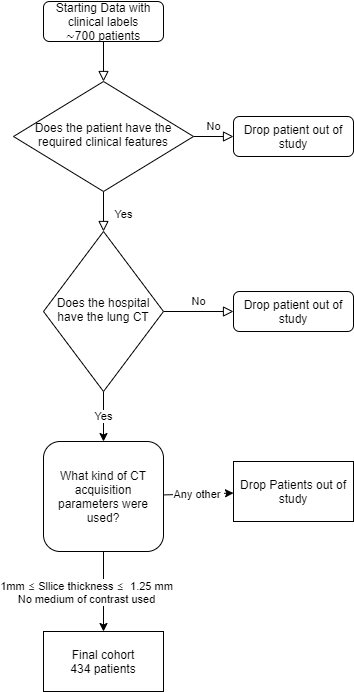 Starting Data with
clinical labels
~700 patients
Does the patient have the
required clinical features
No
Drop patient out of
study
Yes
Does the hospital
have the lung CT
No
Drop patient out of
study
Yes
What kind of CT
acquisition
parameters were
used?
Any other
Drop Patients out of
study
1mm ≤ Sllice thickness ≤ 1.25 mm
No medium of contrast used
Final cohort
434 patients